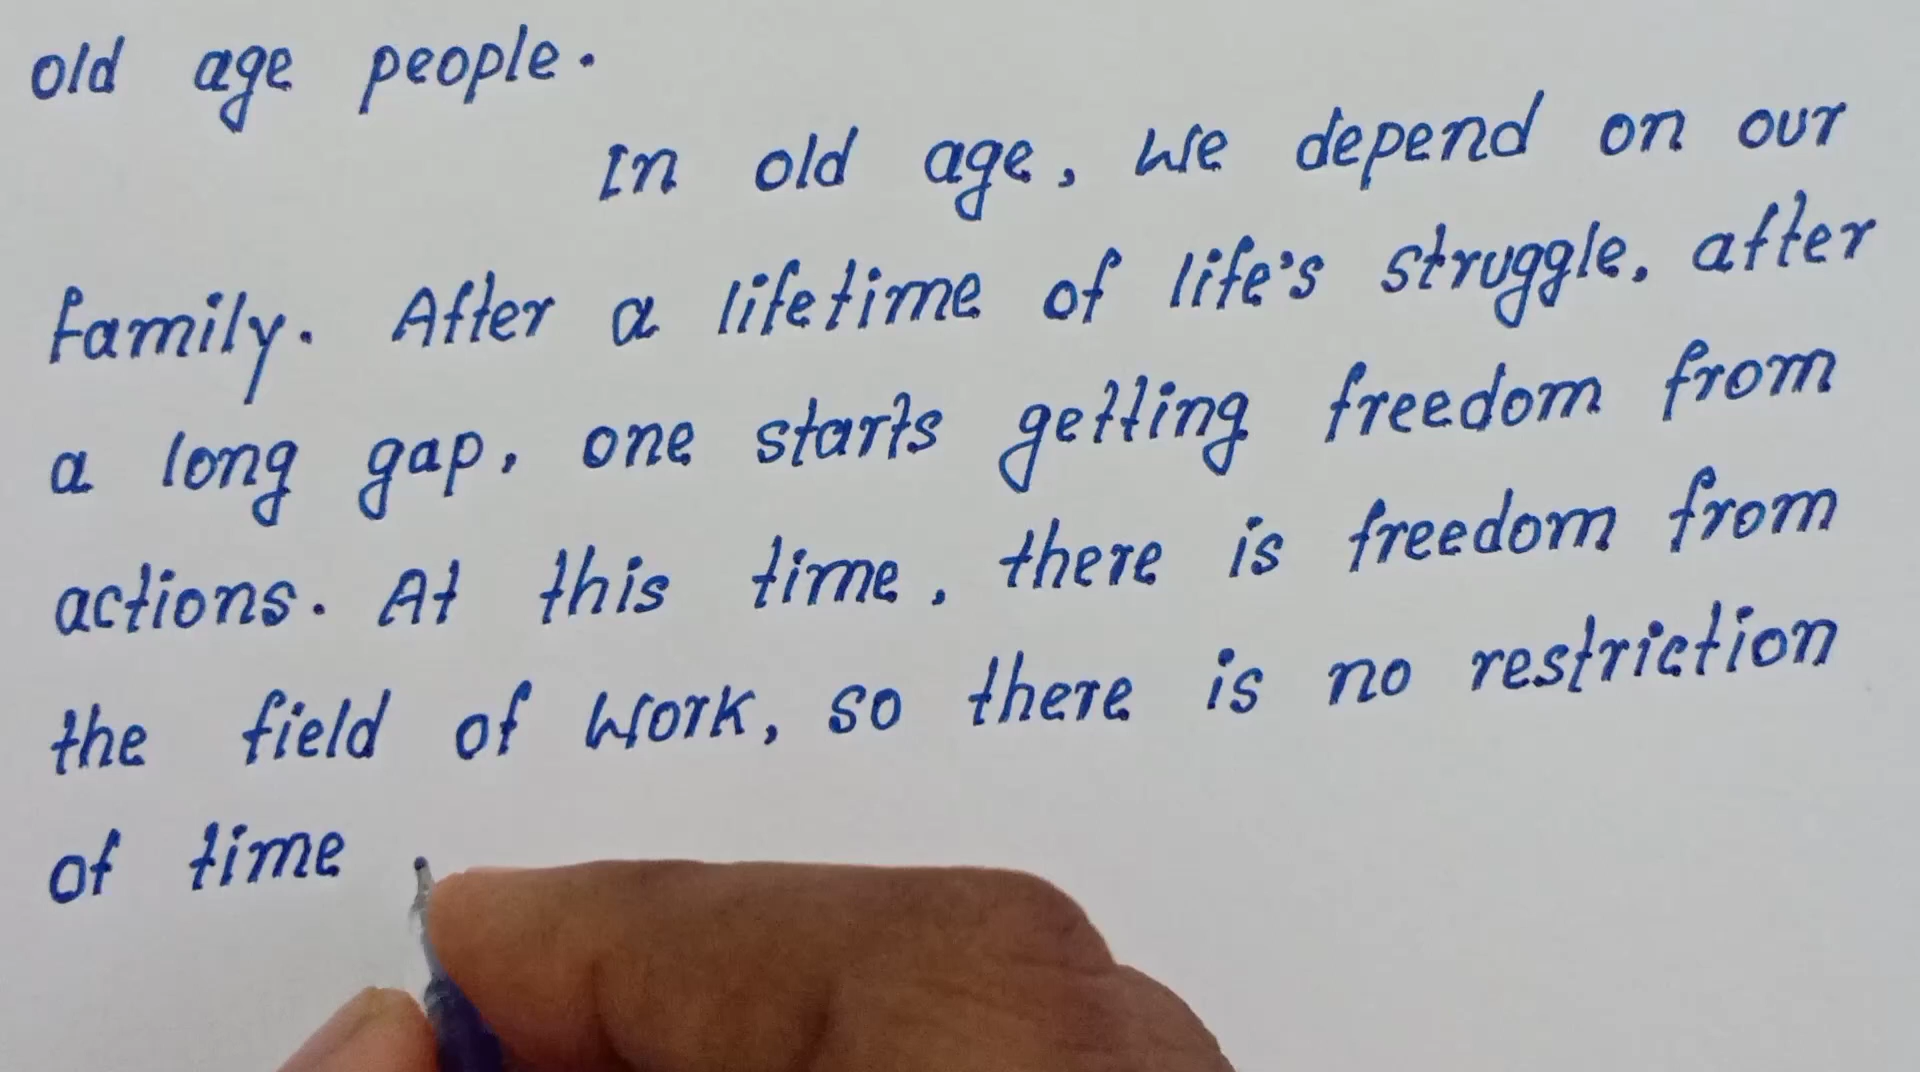 old age people.
In old age, we depend on our
family. After a lifetime of life's struggle, after
a long gap, one starts getting freedom from
actions. At this time, there is freedom from
the field of work, so there is no restriction
of time